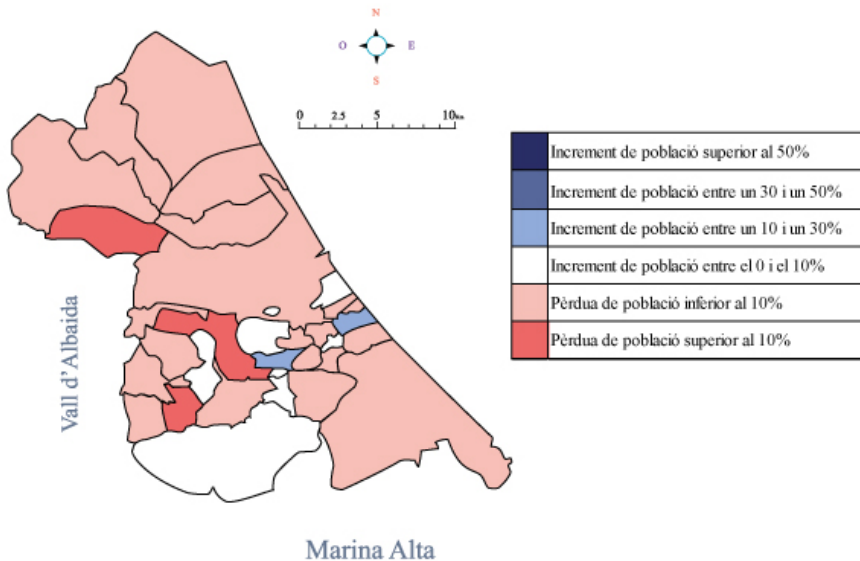 N
O E
S
0 2.5 5 10 Km
Increment de població superior al 50%
Increment de població entre un 30 i un 50%
Increment de població entre un 10 i un 30%
Increment de població entre el 0 i el 10%
Pèrdua de població inferior al 10%
Pèrdua de població superior al 10%
Vall d’Albaida
Marina Alta